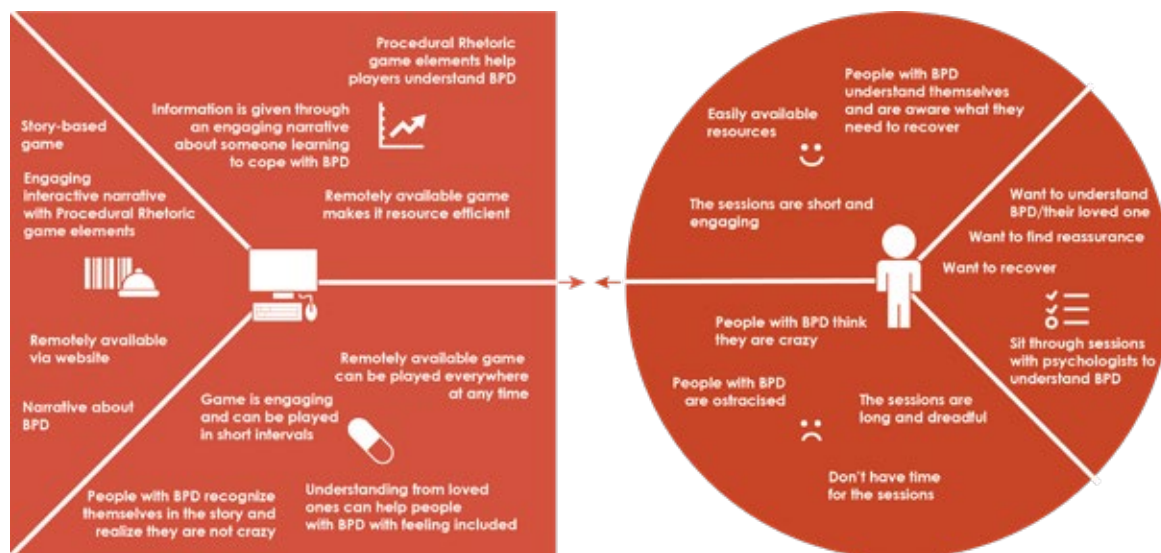 Procedural Rhetoric
game elements help
players understand BPD
Information is given through
an engaging narrative
about someone learning
to cope with BPD
Remotely available game
makes it resource efficient
Story-based
game
Engaging
interactive narrative
with Procedural Rhetoric
game elements
Remotely available
via website
Narrative about
BPD
Remotely available game
can be played everywhere
at any time
Game is engaging
and can be played
in short intervals
People with BPD recognize
themselves in the story and
realize they are not crazy
Understanding from loved
ones can help people
with BPD with feeling included
People with BPD
understand themselves
and are aware what they
need to recover
Easily available
resources
The sessions are short and
engaging
Want to understand
BPD/their loved one
Want to find reassurance
Want to recover
Sit through sessions
with psychologists to
understand BPD
People with BPD think
they are crazy
People with BPD
are ostracised
The sessions are
long and dreadful
Don't have time
for the sessions